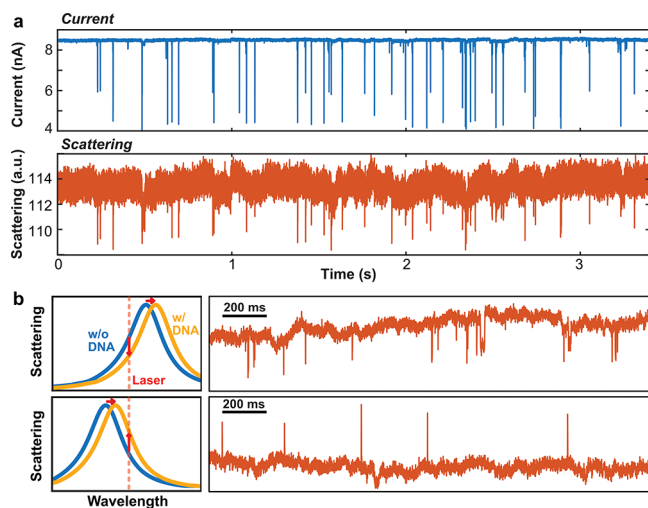 a
Current
Current (nA)
8
6
4
Scattering
Scattering (a.u.)
114
112
110
0
1
2
3
Time (s)
b
Scattering
w/o
DNA
w/
DNA
Laser
200 ms
Scattering
200 ms
Wavelength